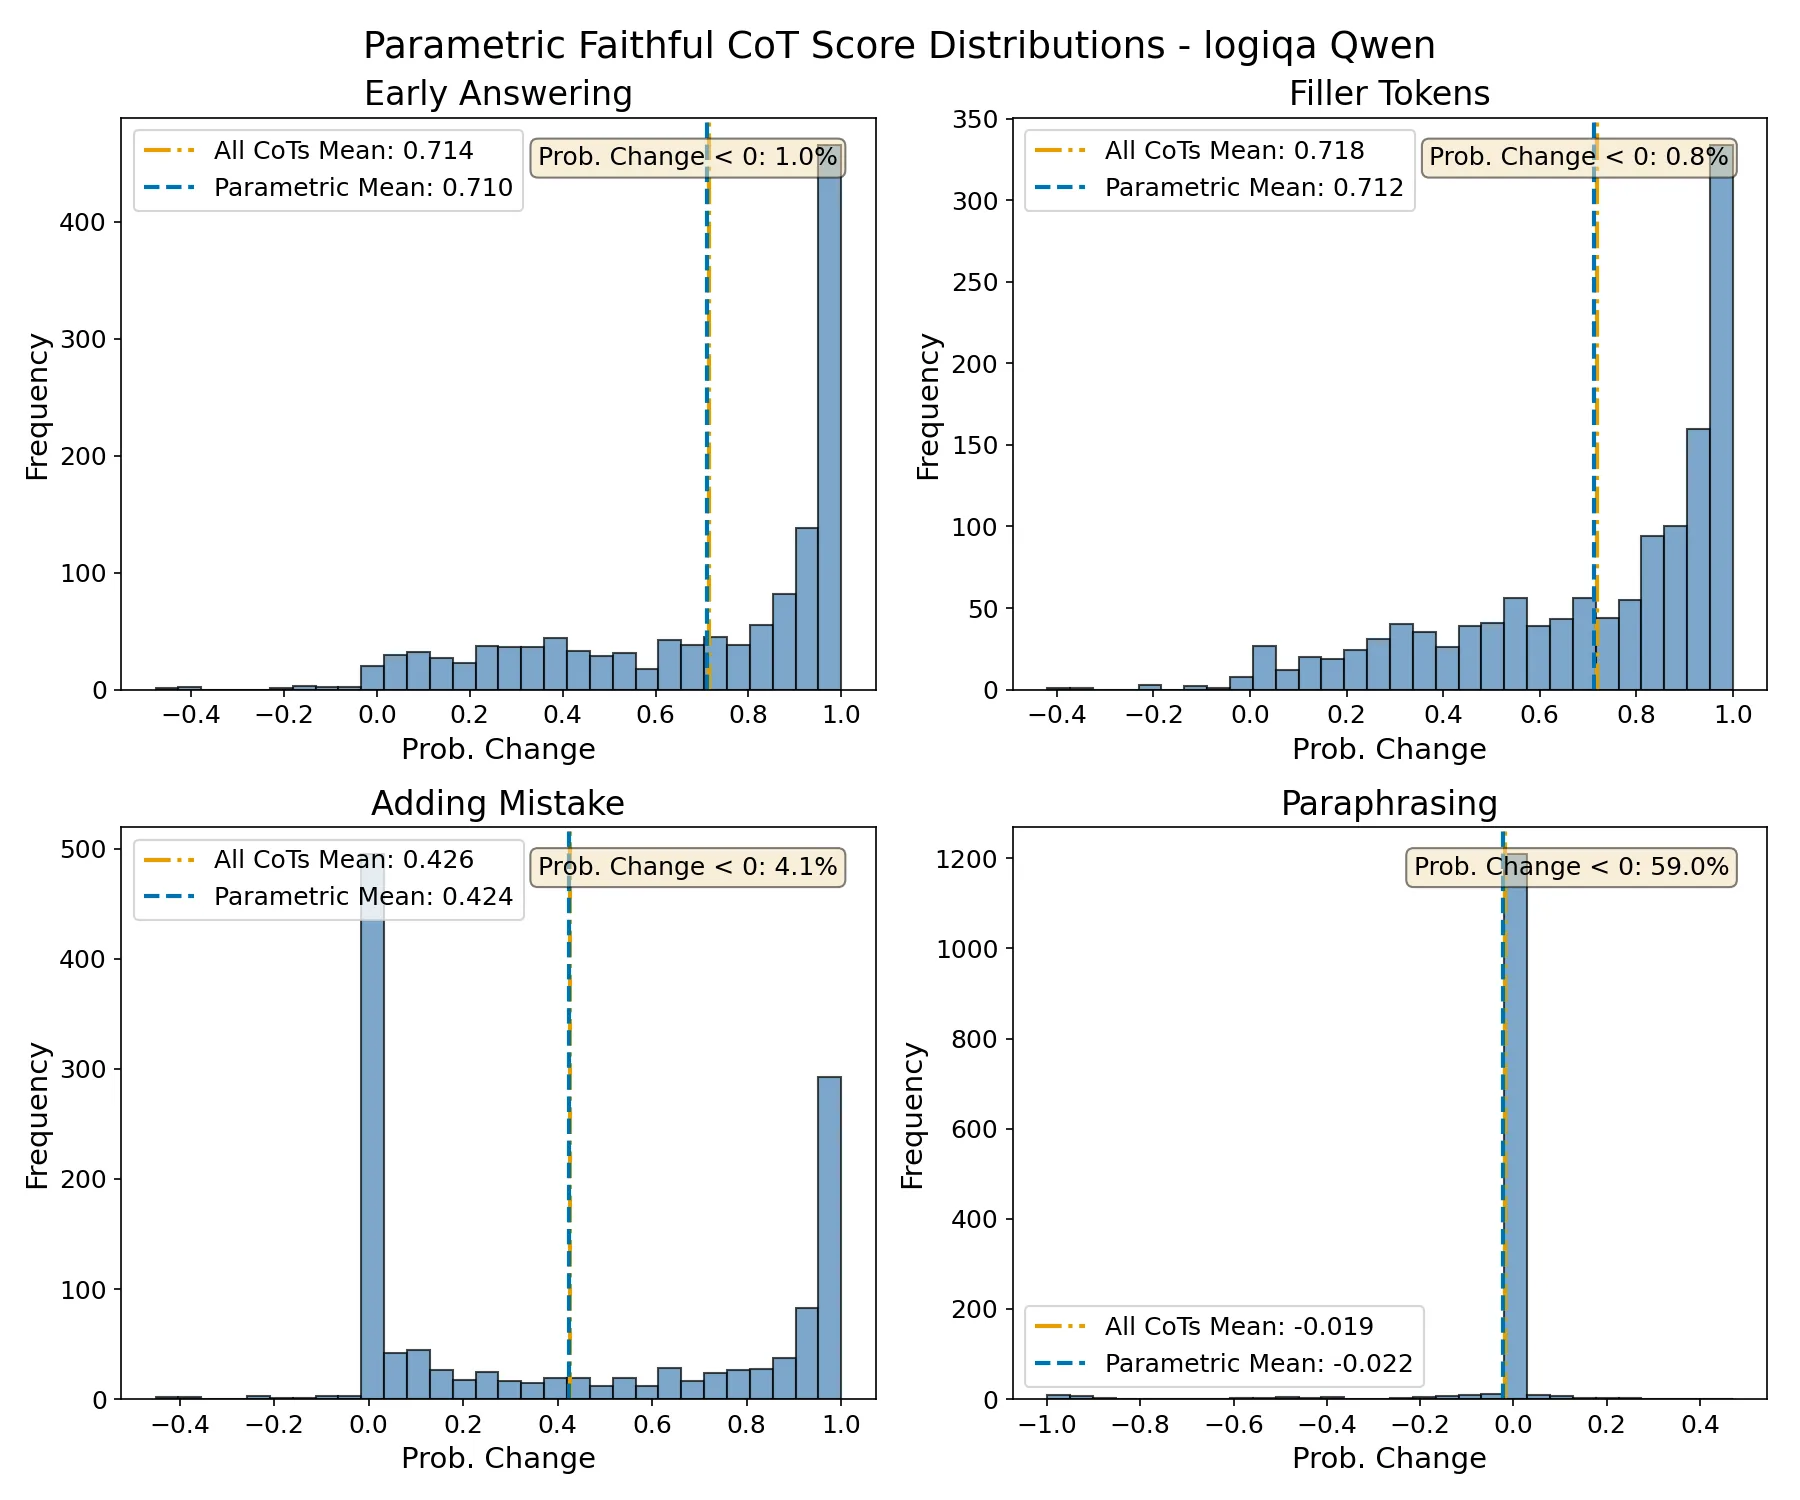 Parametric Faithful CoT Score Distributions - logiqa Qwen
Early Answering
All CoTs Mean: 0.714
Parametric Mean: 0.710
Prob. Change < 0: 1.0%
Frequency
400
300
200
100
0
−0.4 −0.2 0.0 0.2 0.4 0.6 0.8 1.0
Prob. Change
Filler Tokens
All CoTs Mean: 0.718
Parametric Mean: 0.712
Prob. Change < 0: 0.8%
Frequency
350
300
250
200
150
100
50
0
−0.4 −0.2 0.0 0.2 0.4 0.6 0.8 1.0
Prob. Change
Adding Mistake
All CoTs Mean: 0.426
Parametric Mean: 0.424
Prob. Change < 0: 4.1%
Frequency
500
400
300
200
100
0
−0.4 −0.2 0.0 0.2 0.4 0.6 0.8 1.0
Prob. Change
Paraphrasing
Prob. Change < 0: 59.0%
Frequency
1200
1000
800
600
400
200
0
All CoTs Mean: -0.019
Parametric Mean: -0.022
−1.0 −0.8 −0.6 −0.4 −0.2 0.0 0.2 0.4
Prob. Change